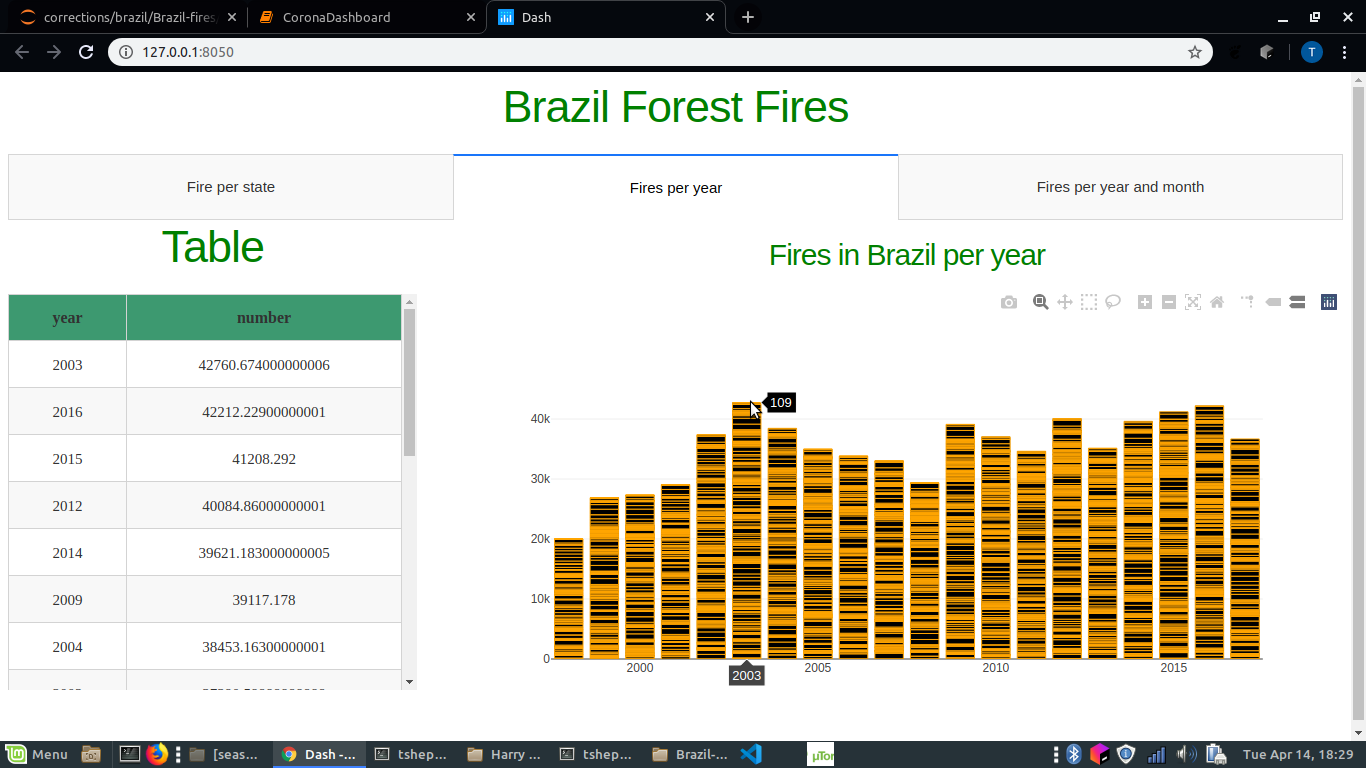 corrections/brazil/Brazil-fires
CoronaDashboard
Dash
127.0.0.1:8050
T
Brazil Forest Fires
Fire per state
Fires per year
Fires per year and month
Table
Fires in Brazil per year
year number
2003 42760.674000000006
2016 42212.22900000001
2015 41208.292
2012 40084.86000000001
2014 39621.183000000005
2009 39117.178
2004 38453.16300000001
109
40k
30k
20k
10k
0
2000
2003
2005
2010
2015
Menu
[seas...
Dash -...
tshep...
Harry ...
tshep...
Brazil-...
µTor
Tue Apr 14, 18:29